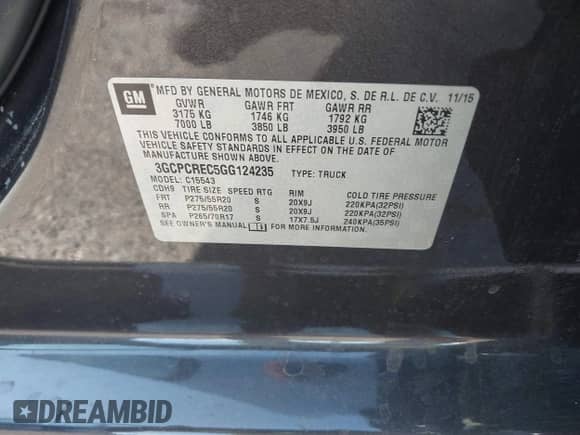 GM
MFD BY GENERAL MOTORS DE MEXICO, S. DE R.L. DE C.V. 11/15
GVWR GAWR FRT GAWR RR
3175 KG 1746 KG 1792 KG
7000 LB 3850 LB 3950 LB
THIS VEHICLE CONFORMS TO ALL APPLICABLE U.S. FEDERAL MOTOR
VEHICLE SAFETY STANDARDS IN EFFECT ON THE DATE OF
MANUFACTURE SHOWN ABOVE.
3GCPCREC5GG124235 TYPE: TRUCK
MODEL: C15543
CDH9 TIRE SIZE SPEED RTG RIM COLD TIRE PRESSURE
FRT P275/55R20 S 20X9J 220KPA(32PSI)
RR P275/55R20 S 20X9J 220KPA(32PSI)
SPA P265/70R17 S 17X7.5J 240KPA(35PSI)
SEE OWNER'S MANUAL FOR MORE INFORMATION.
DREAMBID